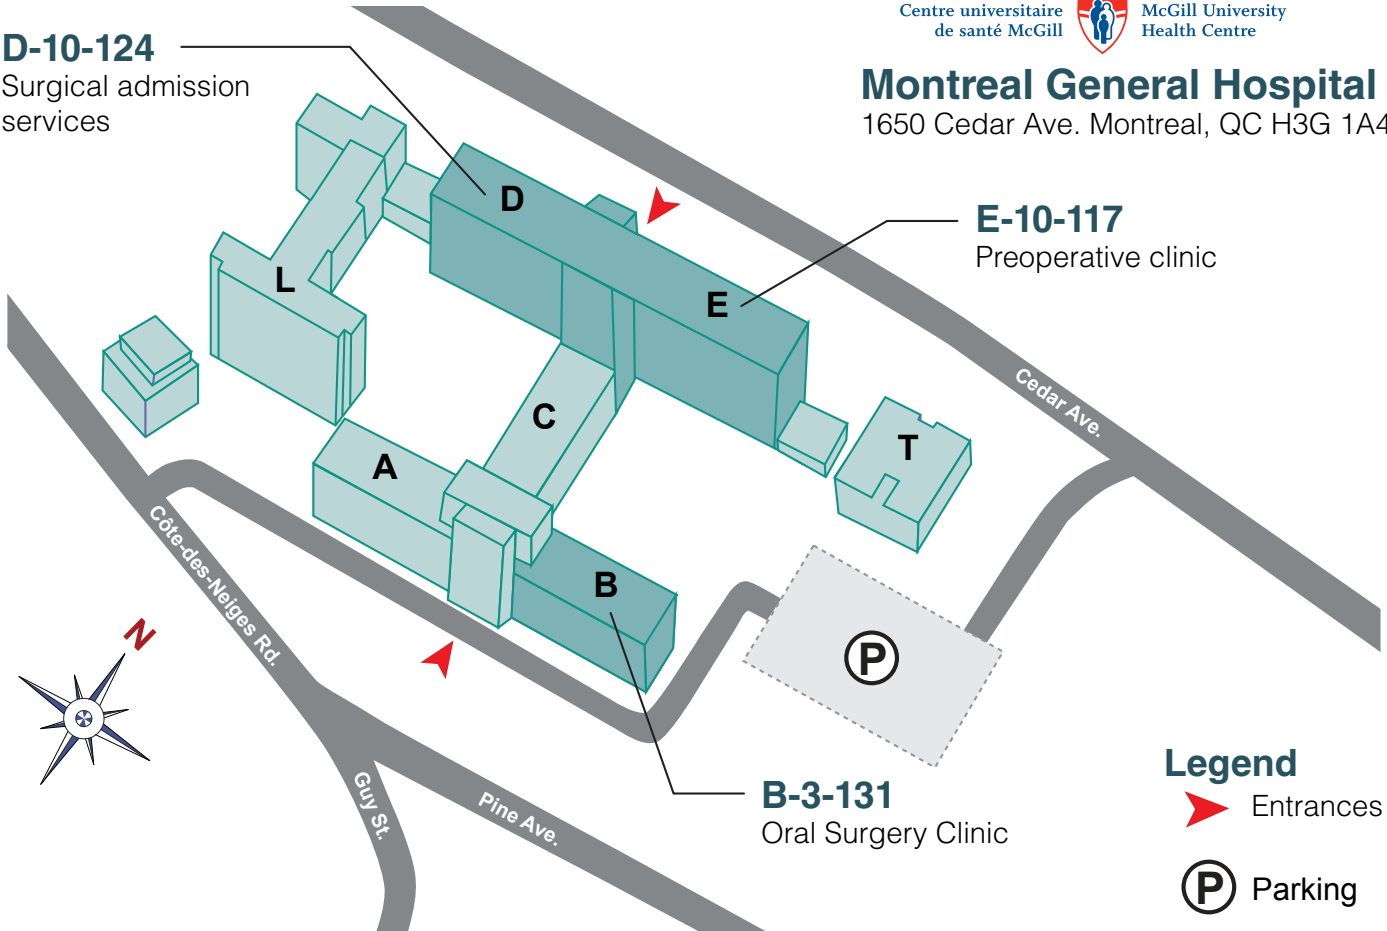 Centre universitaire
de santé McGill
McGill University
Health Centre
Montreal General Hospital
1650 Cedar Ave. Montreal, QC H3G 1A4
D-10-124
Surgical admission
services
E-10-117
Preoperative clinic
D
E
L
C
A
T
B
Cedar Ave.
Côte-des-Neiges Rd.
N
P
Guy St.
Pine Ave.
B-3-131
Oral Surgery Clinic
Legend
Entrances
P Parking